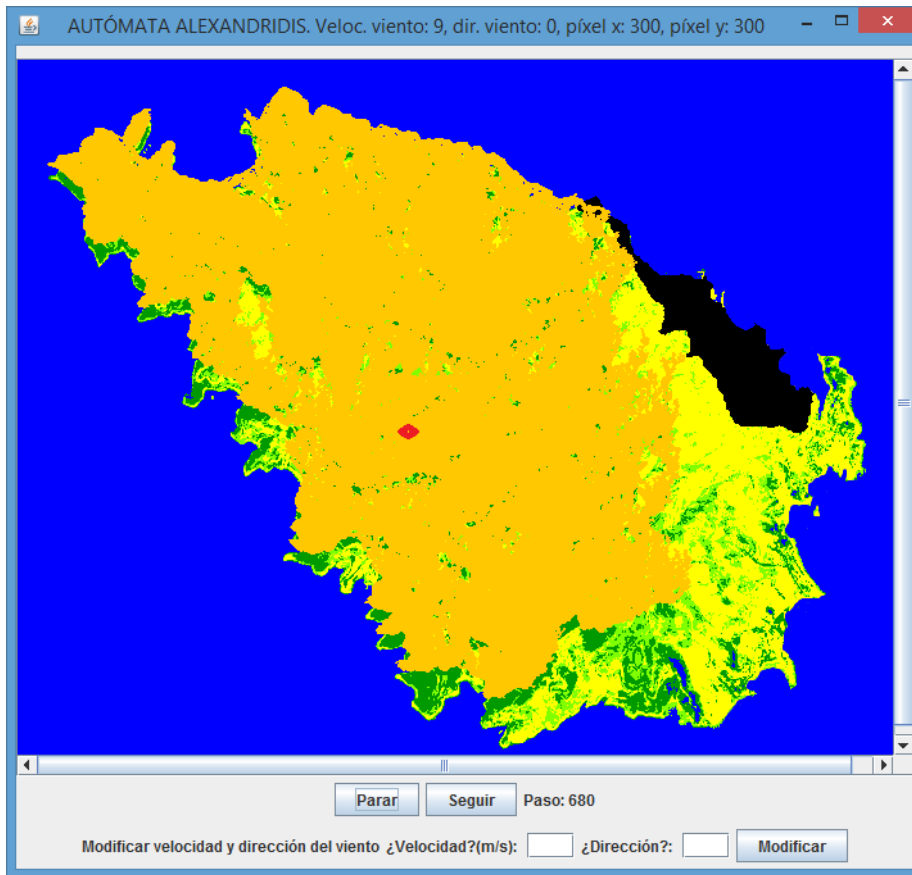 AUTÓMATA ALEXANDRIDIS. Veloc. viento: 9, dir. viento: 0, píxel x: 300, píxel y: 300
Parar Seguir Paso: 680
Modificar velocidad y dirección del viento ¿Velocidad?(m/s): ¿Dirección?: Modificar